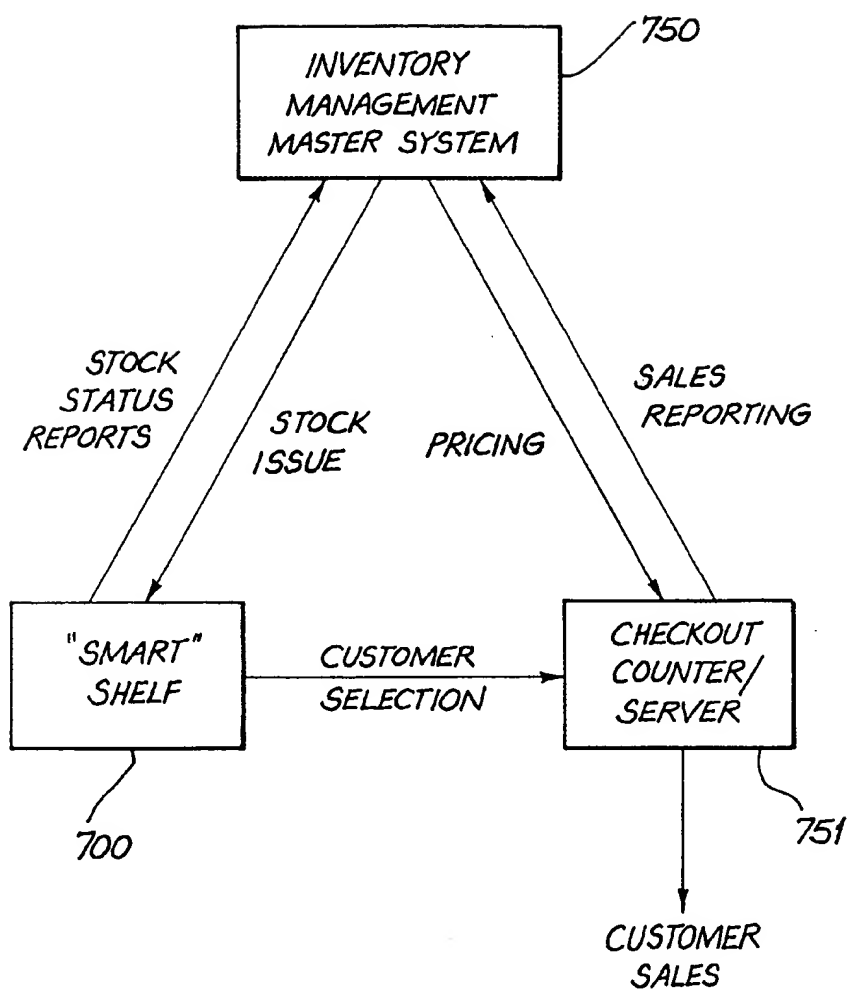 750
INVENTORY
MANAGEMENT
MASTER SYSTEM
STOCK
STATUS
REPORTS
STOCK
ISSUE
PRICING
SALES
REPORTING
"SMART"
SHELF
CUSTOMER
SELECTION
CHECKOUT
COUNTER/
SERVER
700
751
CUSTOMER
SALES